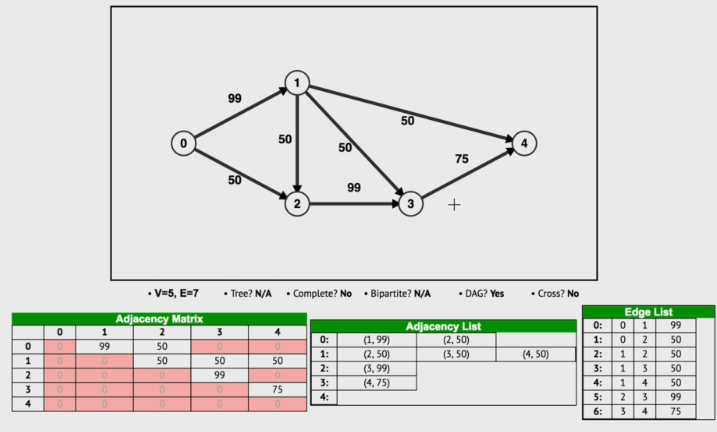 1
99
50
0
50
50
4
75
50
99
2
3
• V=5, E=7 • Tree? N/A • Complete? No • Bipartite? N/A • DAG? Yes • Cross? No
Adjacency Matrix
0 1 2 3 4
0 0 99 50 0 0
1 0 0 50 50 50
2 0 0 0 99 0
3 0 0 0 0 75
4 0 0 0 0 0
Adjacency List
0: (1, 99) (2, 50)
1: (2, 50) (3, 50) (4, 50)
2: (3, 99)
3: (4, 75)
4:
Edge List
0: 0 1 99
1: 0 2 50
2: 1 2 50
3: 1 3 50
4: 1 4 50
5: 2 3 99
6: 3 4 75